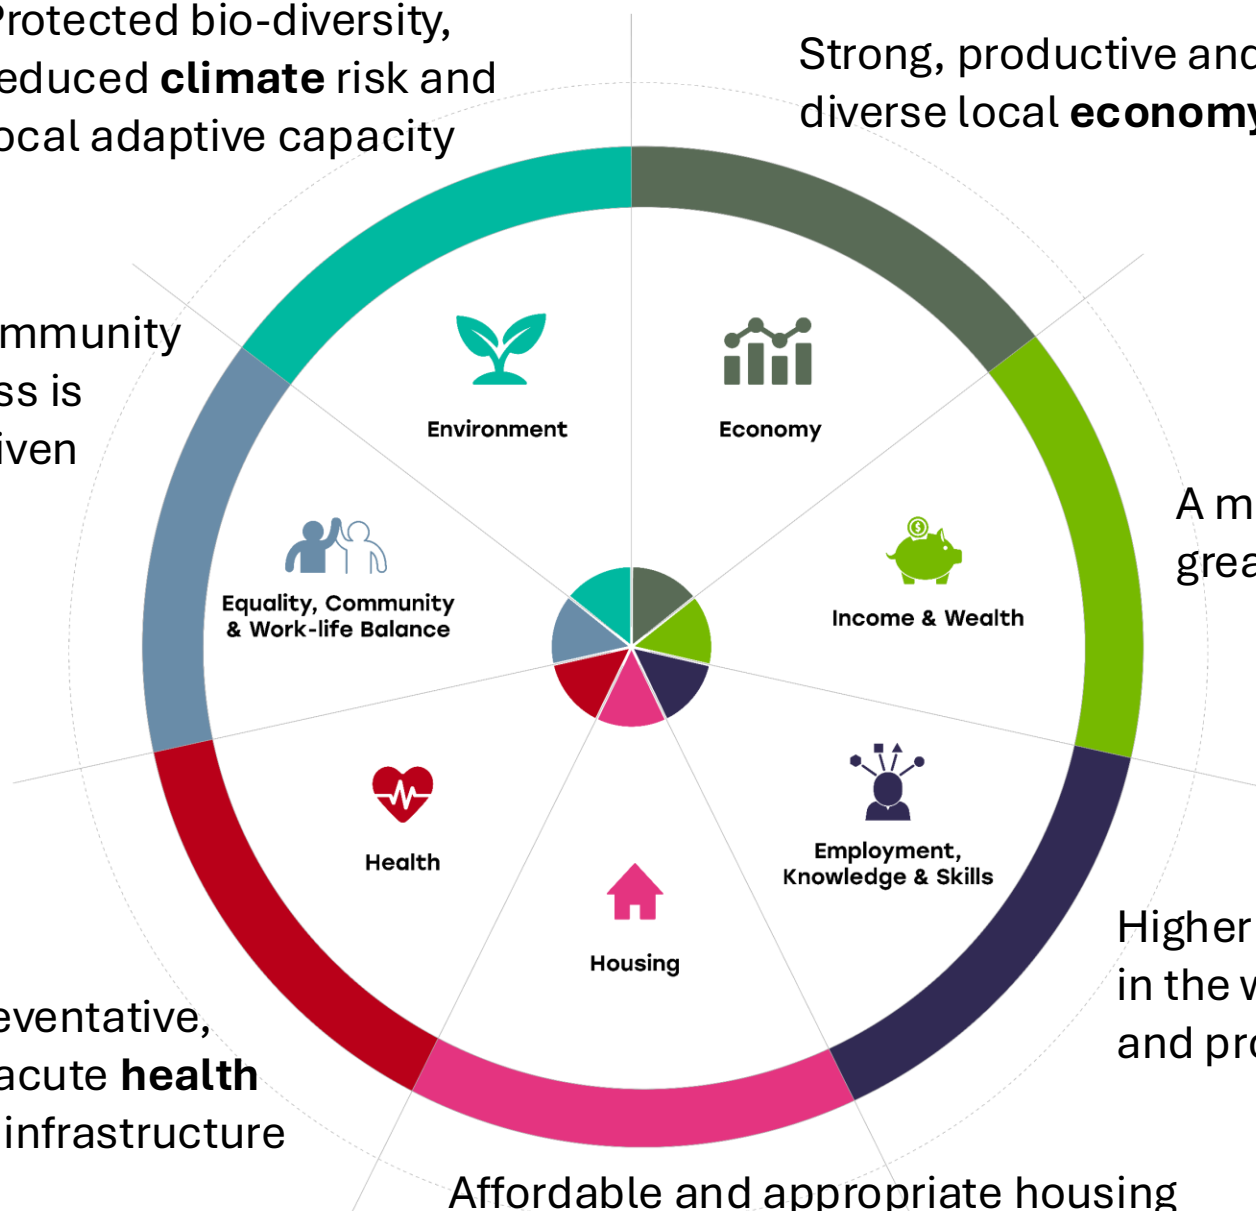 Protected bio-diversity,
educed climate risk and
ocal adaptive capacity
Strong, productive and
diverse local economy
mmunity
ss is
iven
Environment
Economy
A m
grea
$
Equality, Community
& Work-life Balance
Income & Wealth
Health
Employment,
Knowledge & Skills
Housing
Higher
in the w
and pro
eventative,
acute health
infrastructure
Affordable and appropriate housing